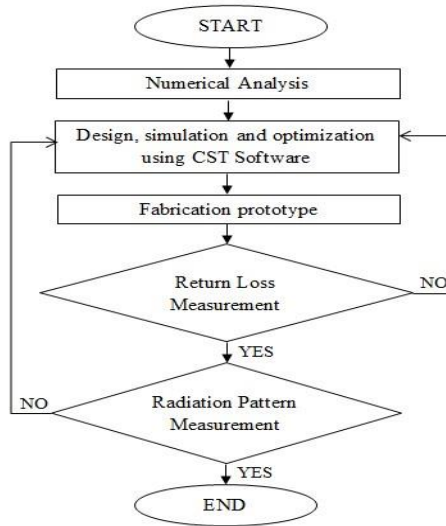 START
Numerical Analysis
Design, simulation and optimization
using CST Software
Fabrication prototype
Return Loss
Measurement
NO
YES
Radiation Pattern
Measurement
NO
YES
END